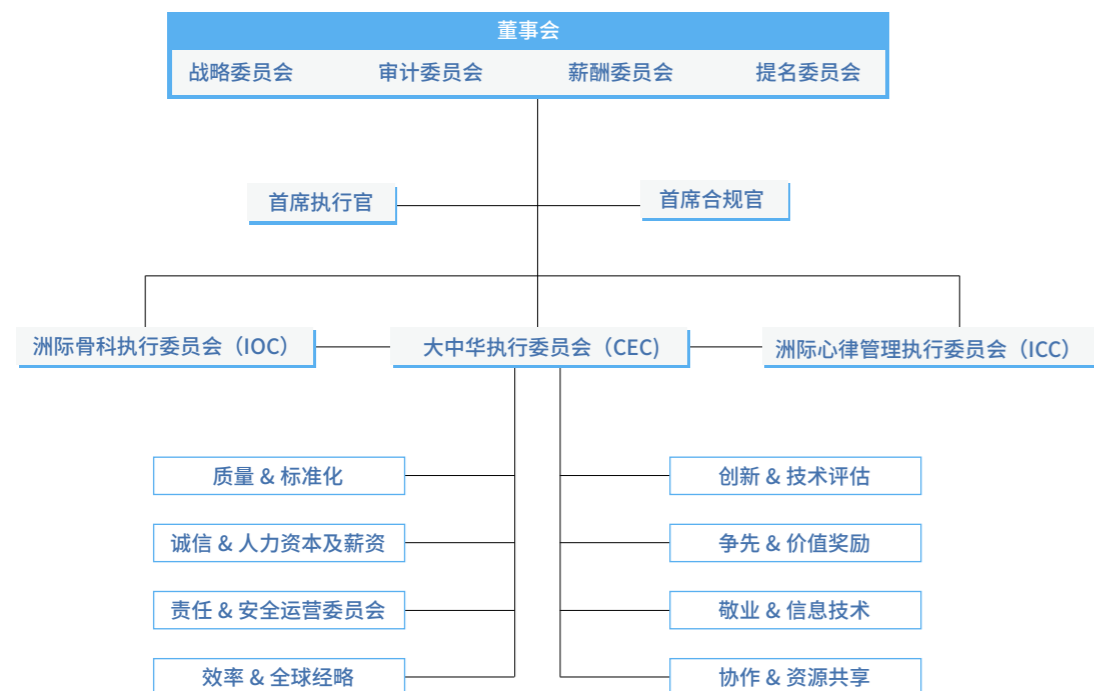 董事会
战略委员会 审计委员会 薪酬委员会 提名委员会
首席执行官 首席合规官
洲际骨科执行委员会（IOC） 大中华执行委员会（CEC） 洲际心律管理执行委员会（ICC）
质量 & 标准化 创新 & 技术评估
诚信 & 人力资本及薪资 争先 & 价值奖励
责任 & 安全运营委员会 敬业 & 信息技术
效率 & 全球经略 协作 & 资源共享